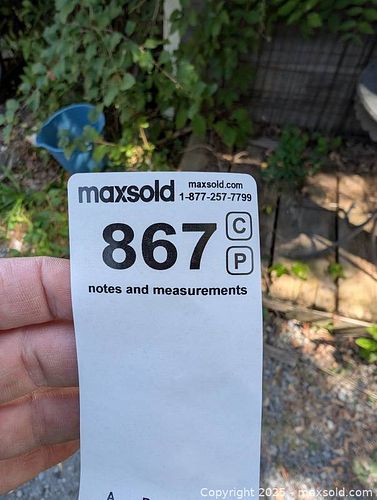 maxsold
maxsold.com
1-877-257-7799
867
C
P
notes and measurements
A
Copyright 2025 - maxsold.com